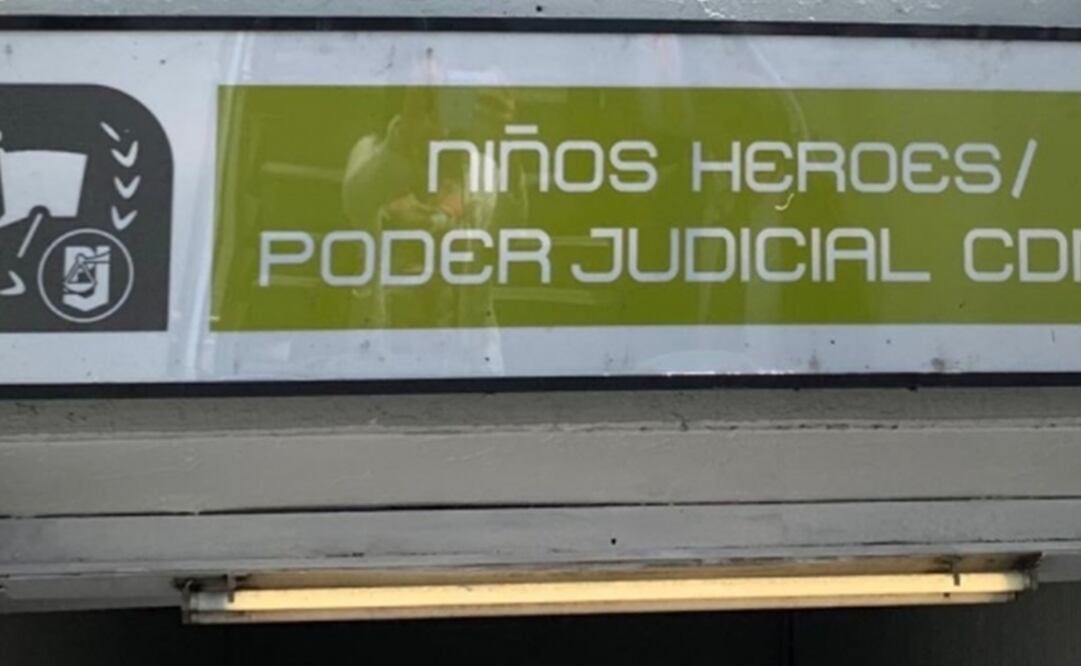 NIÑOS HEROES/
PODER JUDICIAL